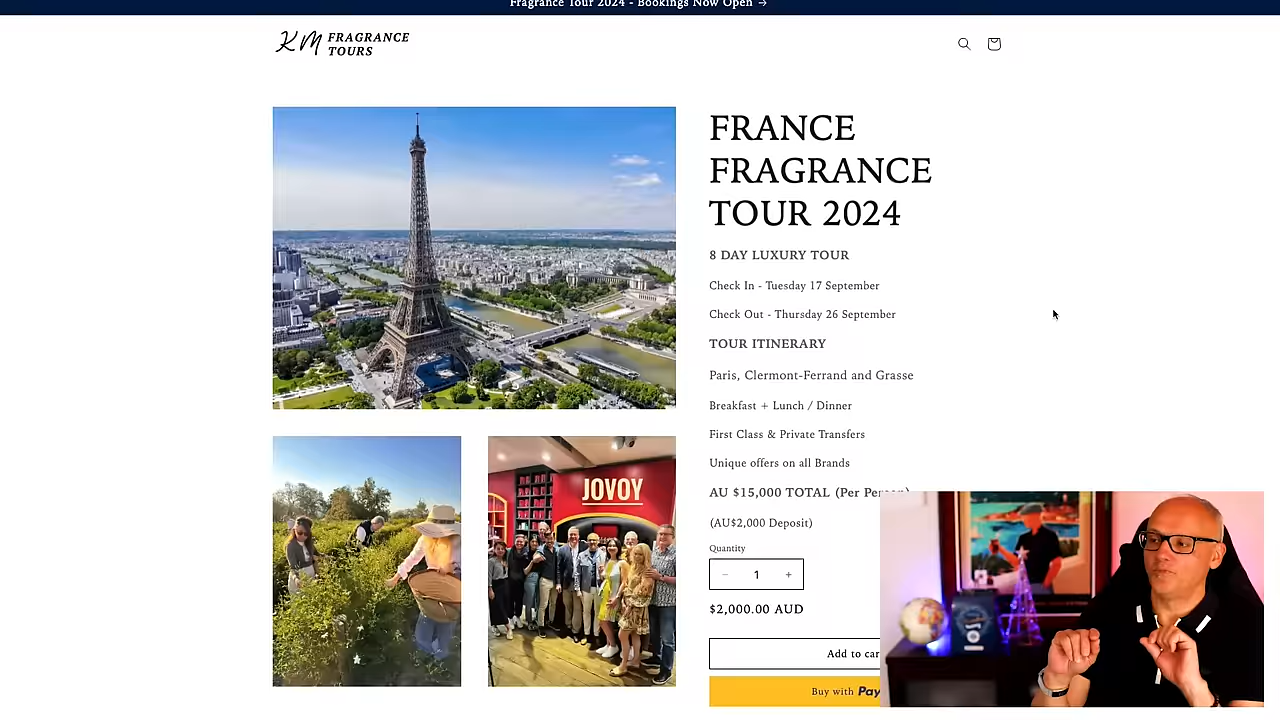 Fragrance Tour 2024 - Bookings Now Open →
KM FRAGRANCE
TOURS
FRANCE
FRAGRANCE
TOUR 2024
8 DAY LUXURY TOUR
Check In - Tuesday 17 September
Check Out - Thursday 26 September
TOUR ITINERARY
Paris, Clermont-Ferrand and Grasse
Breakfast + Lunch / Dinner
First Class & Private Transfers
Unique offers on all Brands
AU $15,000 TOTAL (Per Person)
(AU$2,000 Deposit)
Quantity
− 1 +
$2,000.00 AUD
Add to car
Buy with Pay
JOVOY